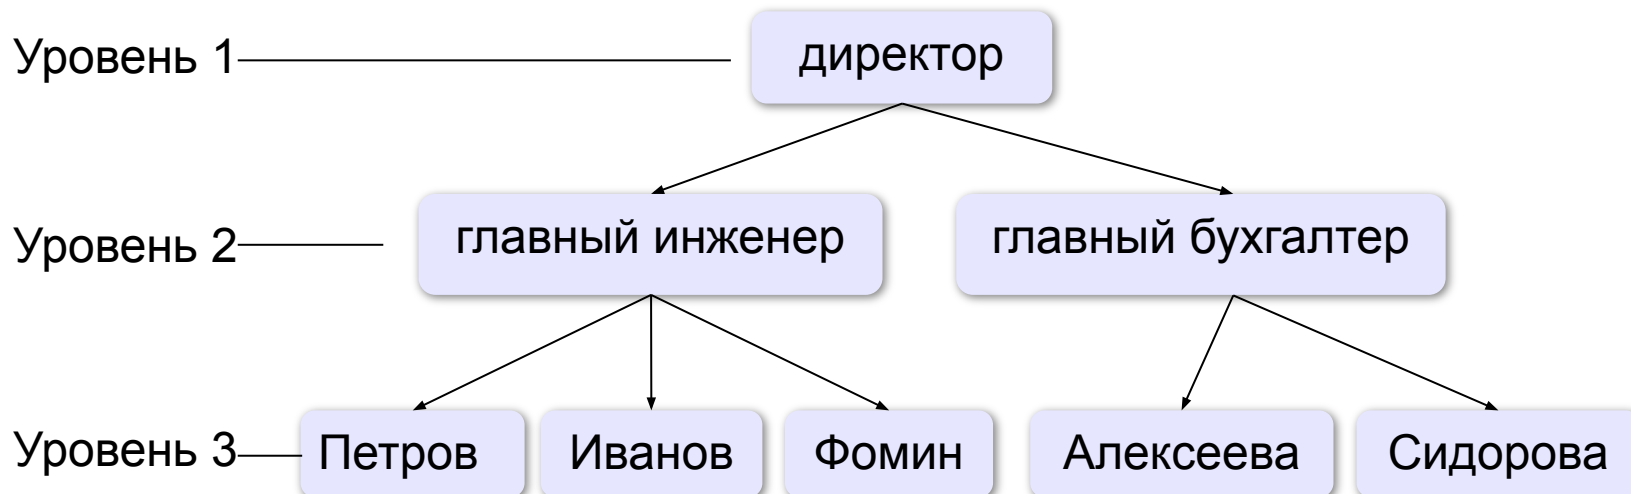 Уровень 1 директор
Уровень 2 главный инженер главный бухгалтер
Уровень 3 Петров Иванов Фомин Алексеева Сидорова